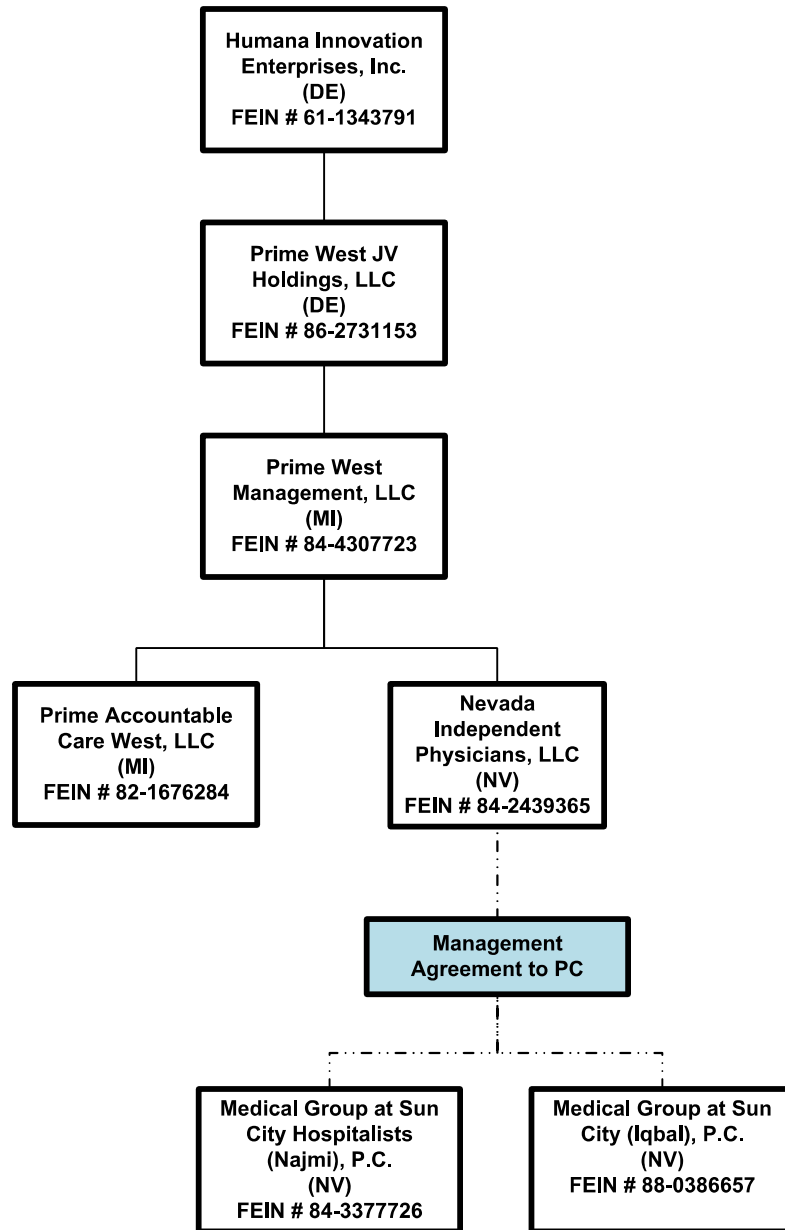 Humana Innovation
Enterprises, Inc.
(DE)
FEIN # 61-1343791
Prime West JV
Holdings, LLC
(DE)
FEIN # 86-2731153
Prime West
Management, LLC
(MI)
FEIN # 84-4307723
Prime Accountable
Care West, LLC
(MI)
FEIN # 82-1676284
Nevada
Independent
Physicians, LLC
(NV)
FEIN # 84-2439365
Management
Agreement to PC
Medical Group at Sun
City Hospitalists
(Najmi), P.C.
(NV)
FEIN # 84-3377726
Medical Group at Sun
City (Iqbal), P.C.
(NV)
FEIN # 88-0386657